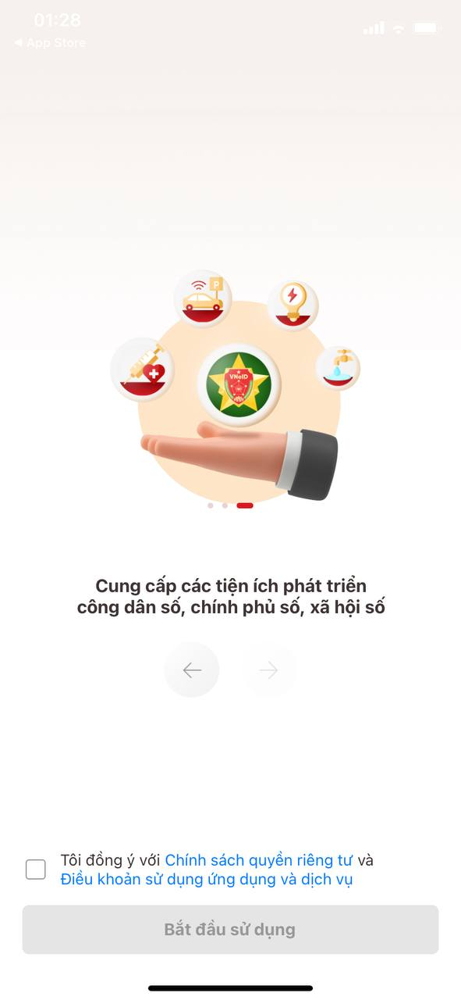 01:28
◀ App Store
P
VNeID
Cung cấp các tiện ích phát triển
công dân số, chính phủ số, xã hội số
Tôi đồng ý với Chính sách quyền riêng tư và
Điều khoản sử dụng ứng dụng và dịch vụ
Bắt đầu sử dụng